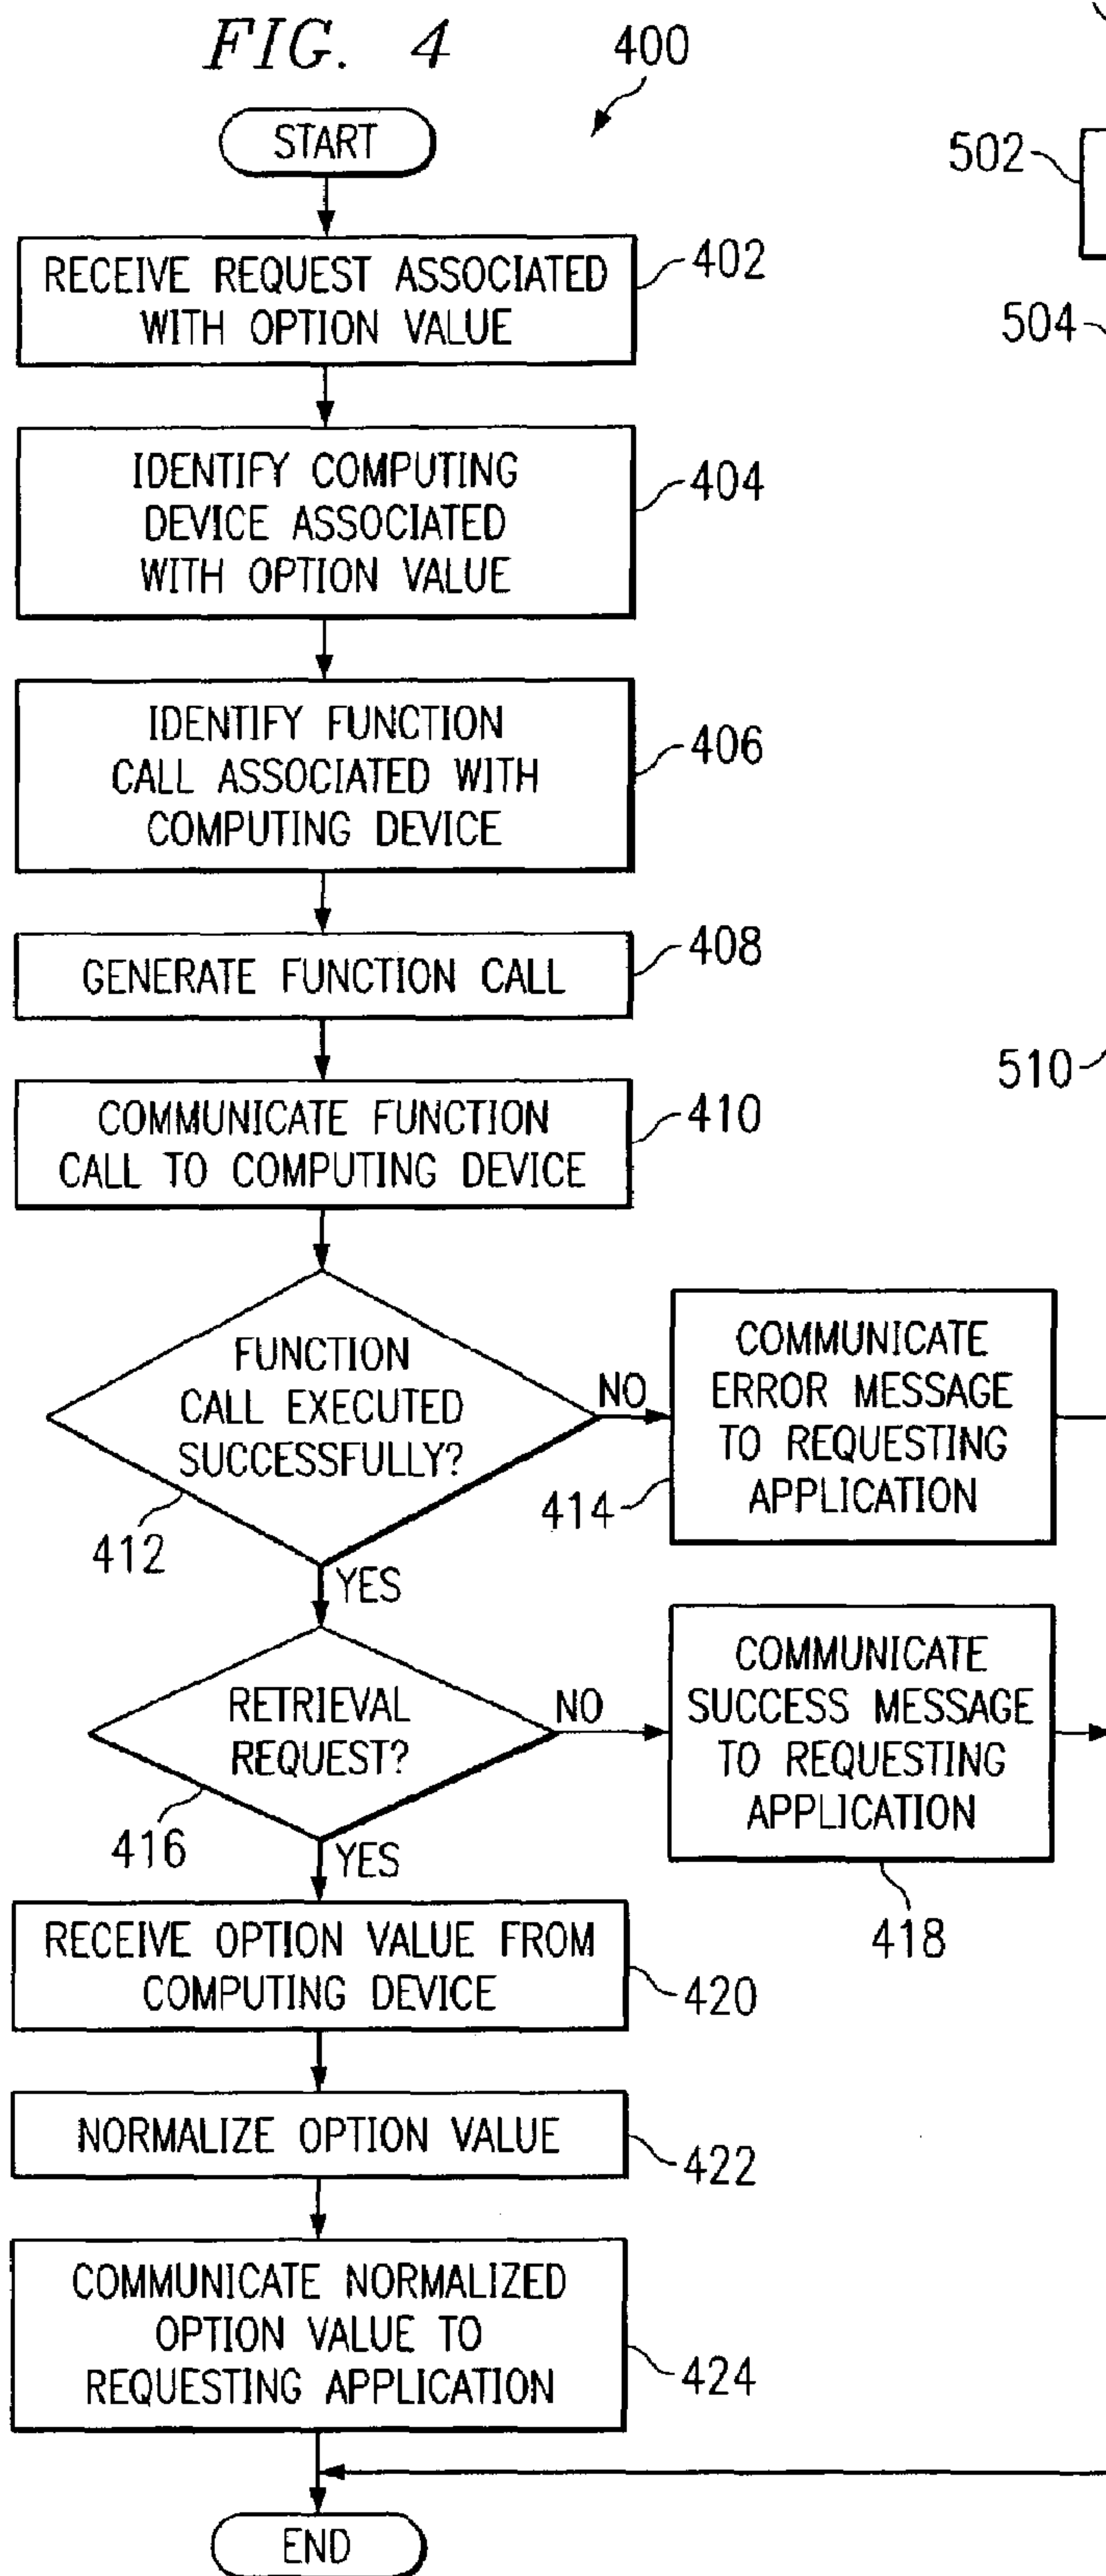 FIG. 4
400
START
RECEIVE REQUEST ASSOCIATED
WITH OPTION VALUE
402
IDENTIFY COMPUTING
DEVICE ASSOCIATED
WITH OPTION VALUE
404
IDENTIFY FUNCTION
CALL ASSOCIATED WITH
COMPUTING DEVICE
406
GENERATE FUNCTION CALL
408
COMMUNICATE FUNCTION
CALL TO COMPUTING DEVICE
410
FUNCTION
CALL EXECUTED
SUCCESSFULLY?
412
NO
COMMUNICATE
ERROR MESSAGE
TO REQUESTING
APPLICATION
414
YES
RETRIEVAL
REQUEST?
416
NO
COMMUNICATE
SUCCESS MESSAGE
TO REQUESTING
APPLICATION
418
YES
RECEIVE OPTION VALUE FROM
COMPUTING DEVICE
420
NORMALIZE OPTION VALUE
422
COMMUNICATE NORMALIZED
OPTION VALUE TO
REQUESTING APPLICATION
424
END
502
504
510